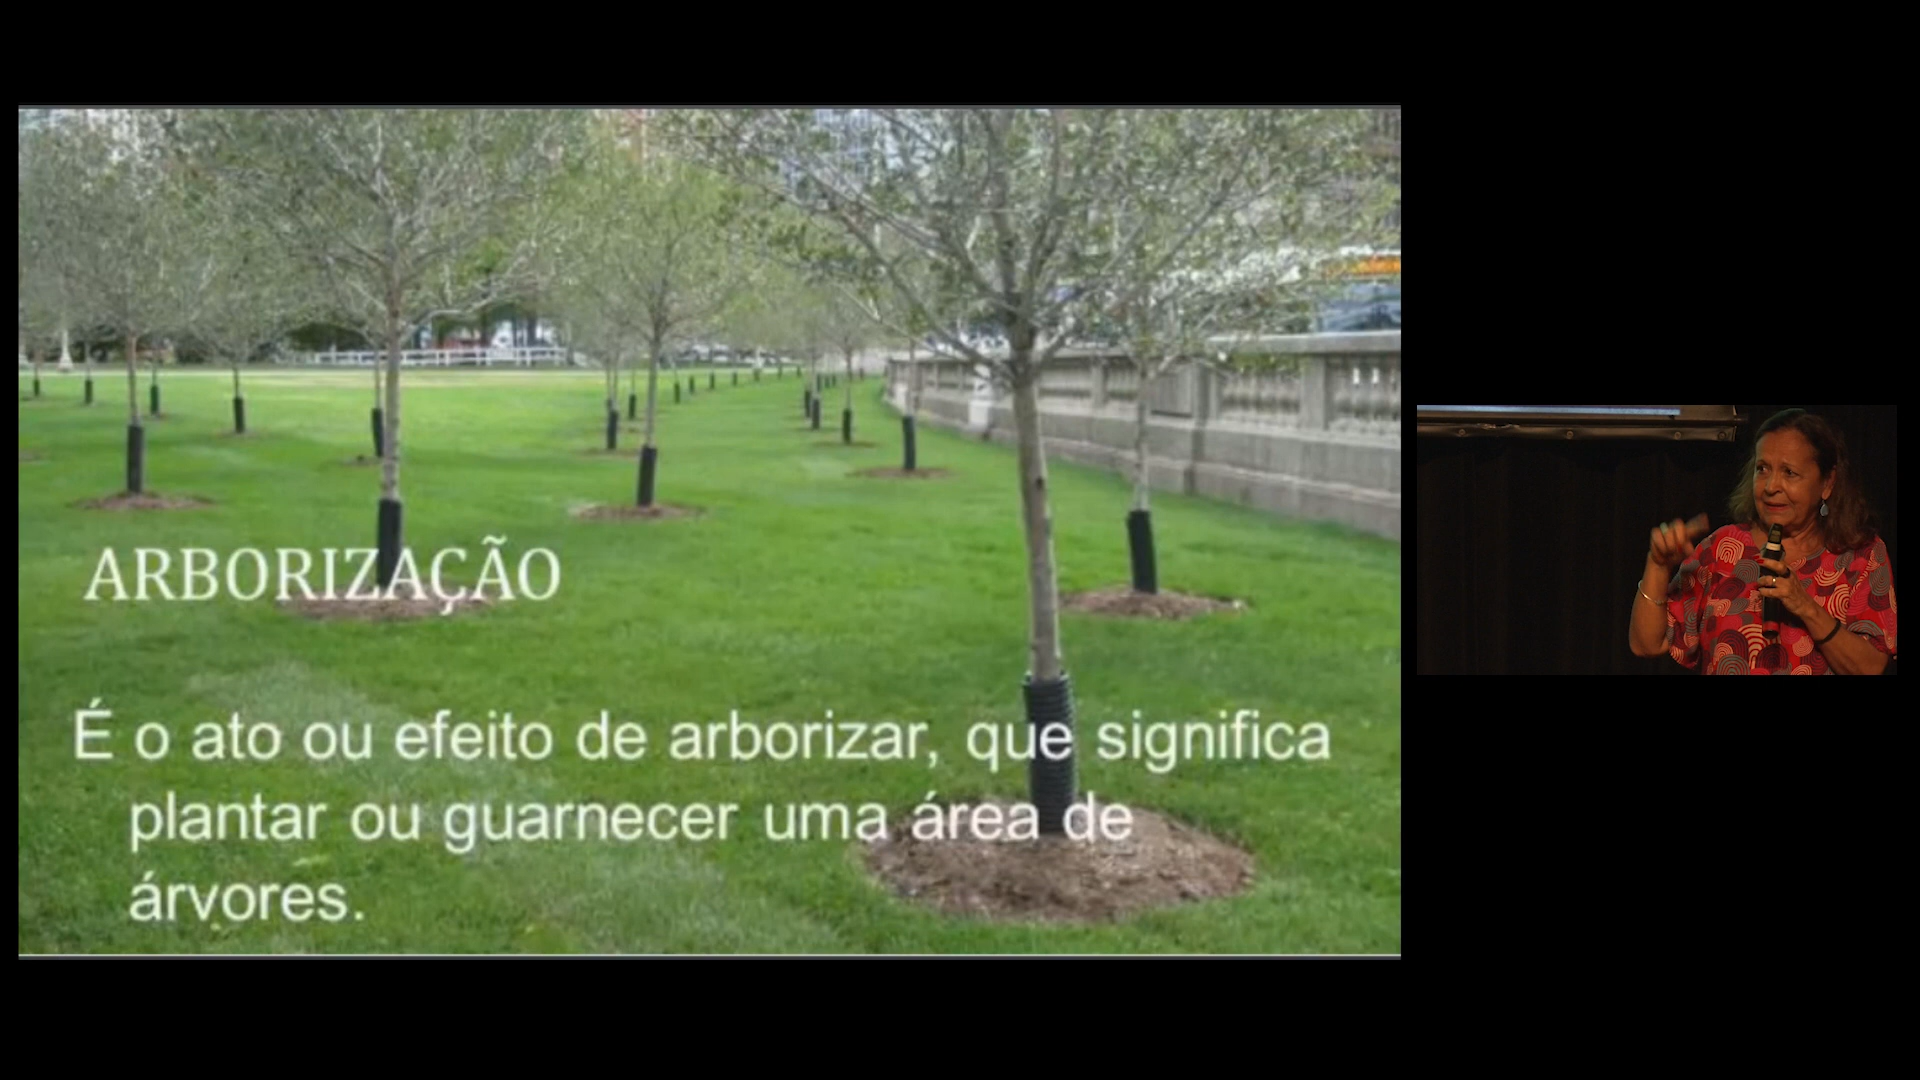 ARBORIZAÇÃO
É o ato ou efeito de arborizar, que significa
plantar ou guarnecer uma área de
árvores.